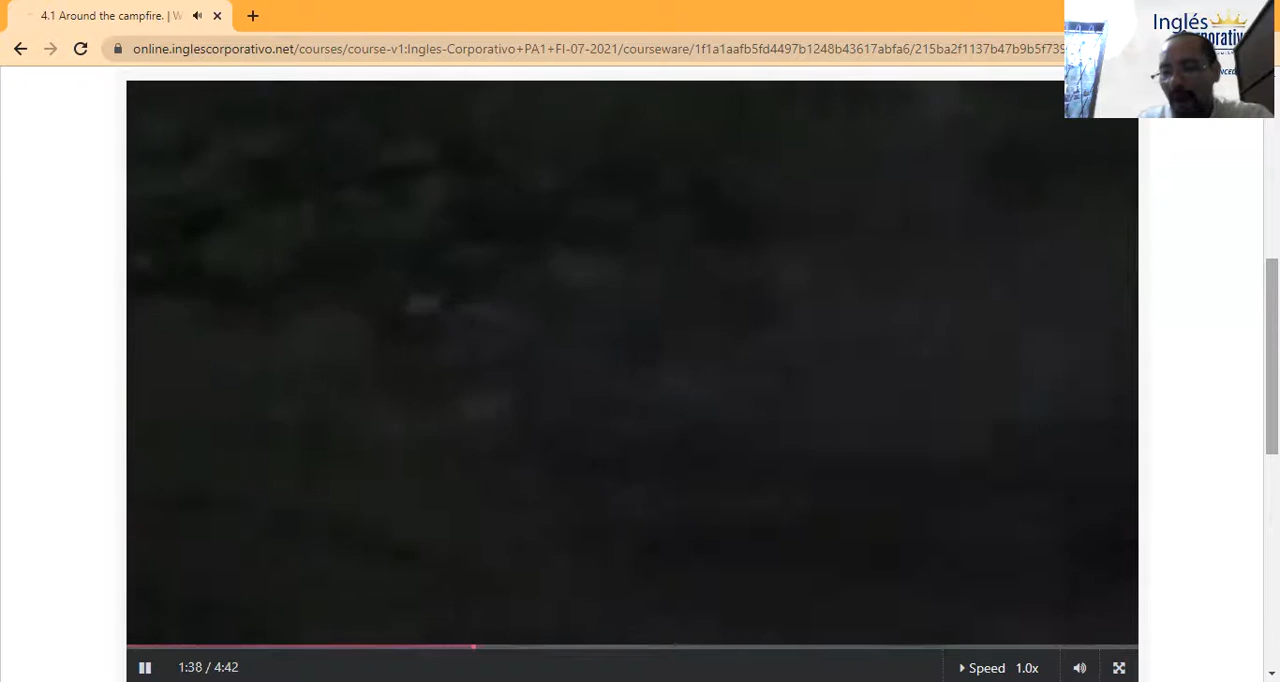 4.1 Around the campfire. | W
online.inglescorporativo.net/courses/course-v1:Ingles-Corporativo+PA1+FI-07-2021/courseware/1f1a1aafb5fd4497b1248b43617abfa6/215ba2f1137b47b9b5f739
Inglés
1:38 / 4:42
Speed 1.0x